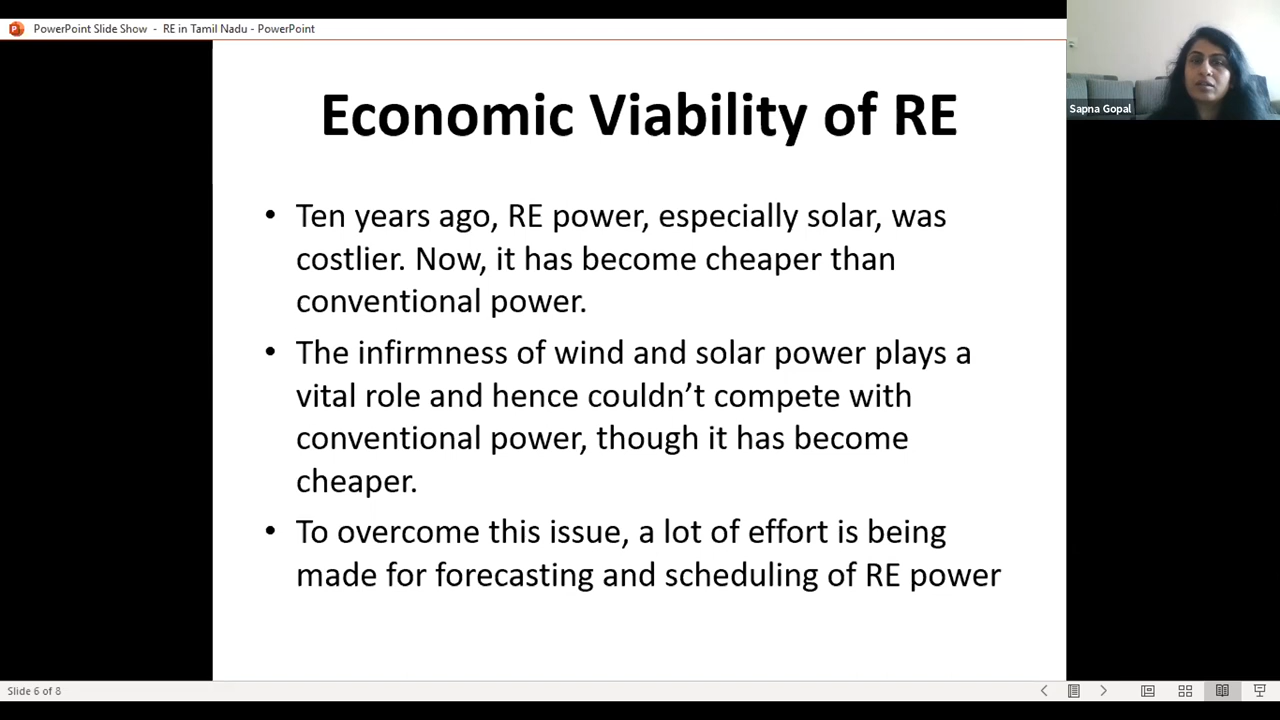 PowerPoint Slide Show - RE in Tamil Nadu - PowerPoint
Sapna Gopal
Economic Viability of RE
• Ten years ago, RE power, especially solar, was
costlier. Now, it has become cheaper than
conventional power.
• The infirmness of wind and solar power plays a
vital role and hence couldn’t compete with
conventional power, though it has become
cheaper.
• To overcome this issue, a lot of effort is being
made for forecasting and scheduling of RE power
Slide 6 of 8